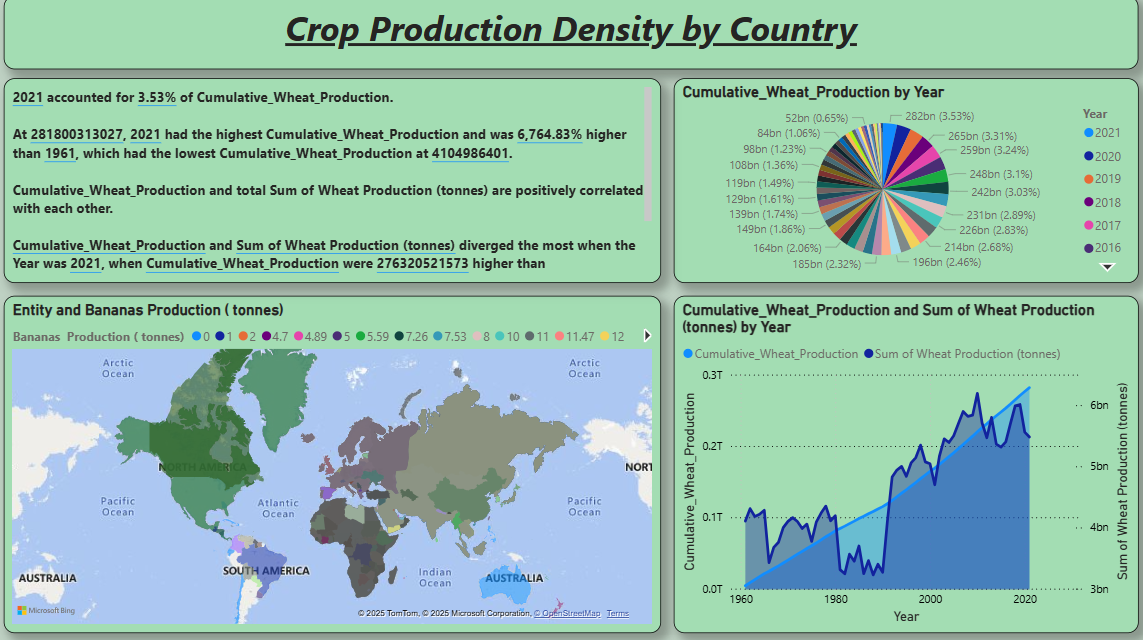 Crop Production Density by Country
2021 accounted for 3.53% of Cumulative_Wheat_Production.
At 281800313027, 2021 had the highest Cumulative_Wheat_Production and was 6,764.83% higher
than 1961, which had the lowest Cumulative_Wheat_Production at 4104986401.
Cumulative_Wheat_Production and total Sum of Wheat Production (tonnes) are positively correlated
with each other.
Cumulative_Wheat_Production and Sum of Wheat Production (tonnes) diverged the most when the
Year was 2021, when Cumulative_Wheat_Production were 276320521573 higher than
Cumulative_Wheat_Production by Year
52bn (0.65%)
84bn (1.06%)
98bn (1.23%)
108bn (1.36%)
119bn (1.49%)
129bn (1.61%)
139bn (1.74%)
149bn (1.86%)
164bn (2.06%)
185bn (2.32%)
282bn (3.53%)
265bn (3.31%)
259bn (3.24%)
248bn (3.1%)
242bn (3.03%)
231bn (2.89%)
226bn (2.83%)
214bn (2.68%)
196bn (2.46%)
Year
2021
2020
2019
2018
2017
2016
Entity and Bananas Production ( tonnes)
Bananas Production ( tonnes) 0 1 2 4.7 4.89 5 5.59 7.26 7.53 8 10 11 11.47 12
Arctic
Ocean
Arctic
Ocean
NORTH AMERICA
NORT
Pacific
Ocean
Atlantic
Ocean
Pacific
Ocean
AUSTRALIA
SOUTH AMERICA
Indian
Ocean
AUSTRALIA
Microsoft Bing
© 2025 TomTom, © 2025 Microsoft Corporation, © OpenStreetMap Terms
Cumulative_Wheat_Production and Sum of Wheat Production
(tonnes) by Year
Cumulative_Wheat_Production Sum of Wheat Production (tonnes)
Cumulative_Wheat_Production
0.3T
0.2T
0.1T
0.0T
6bn
5bn
4bn
3bn
Sum of Wheat Production (tonnes)
1960 1980 2000 2020
Year